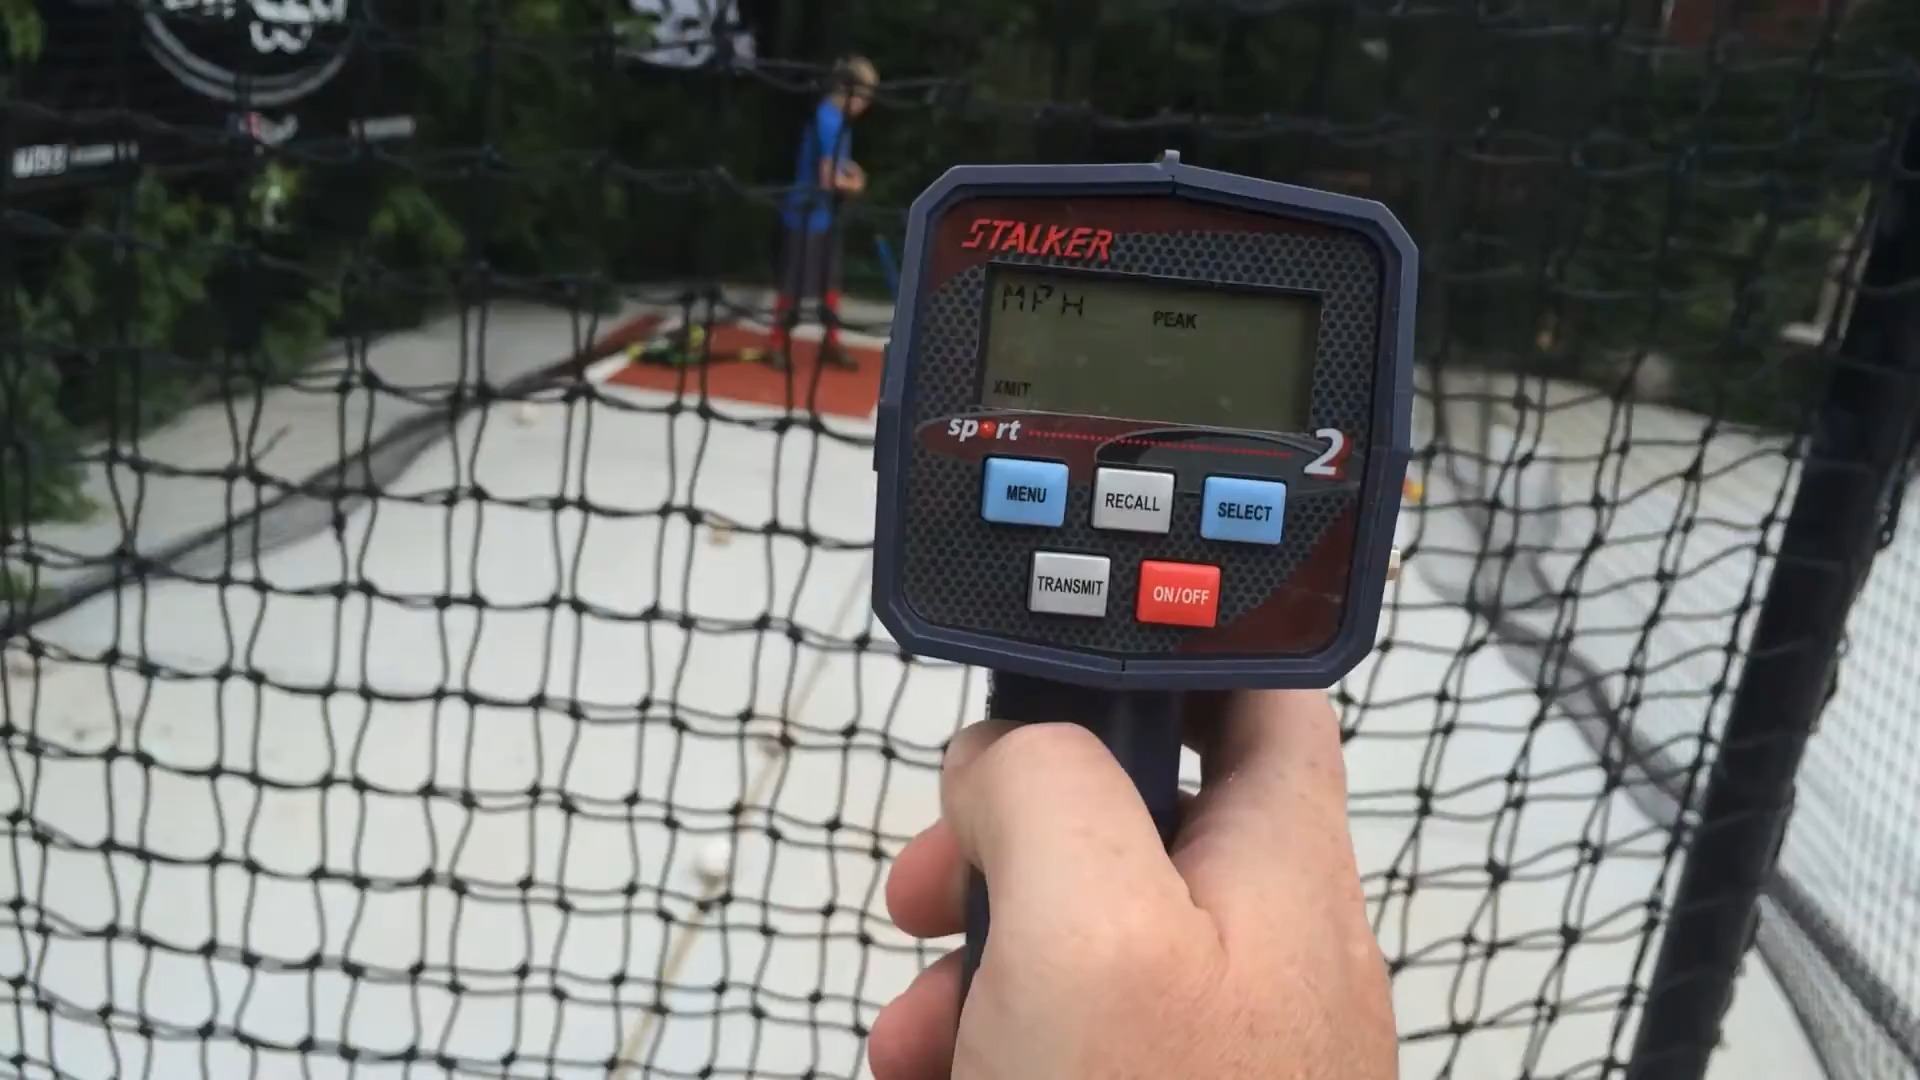 STALKER
MPH
PEAK
XMIT
sport 2
MENU
RECALL
SELECT
TRANSMIT
ON/OFF